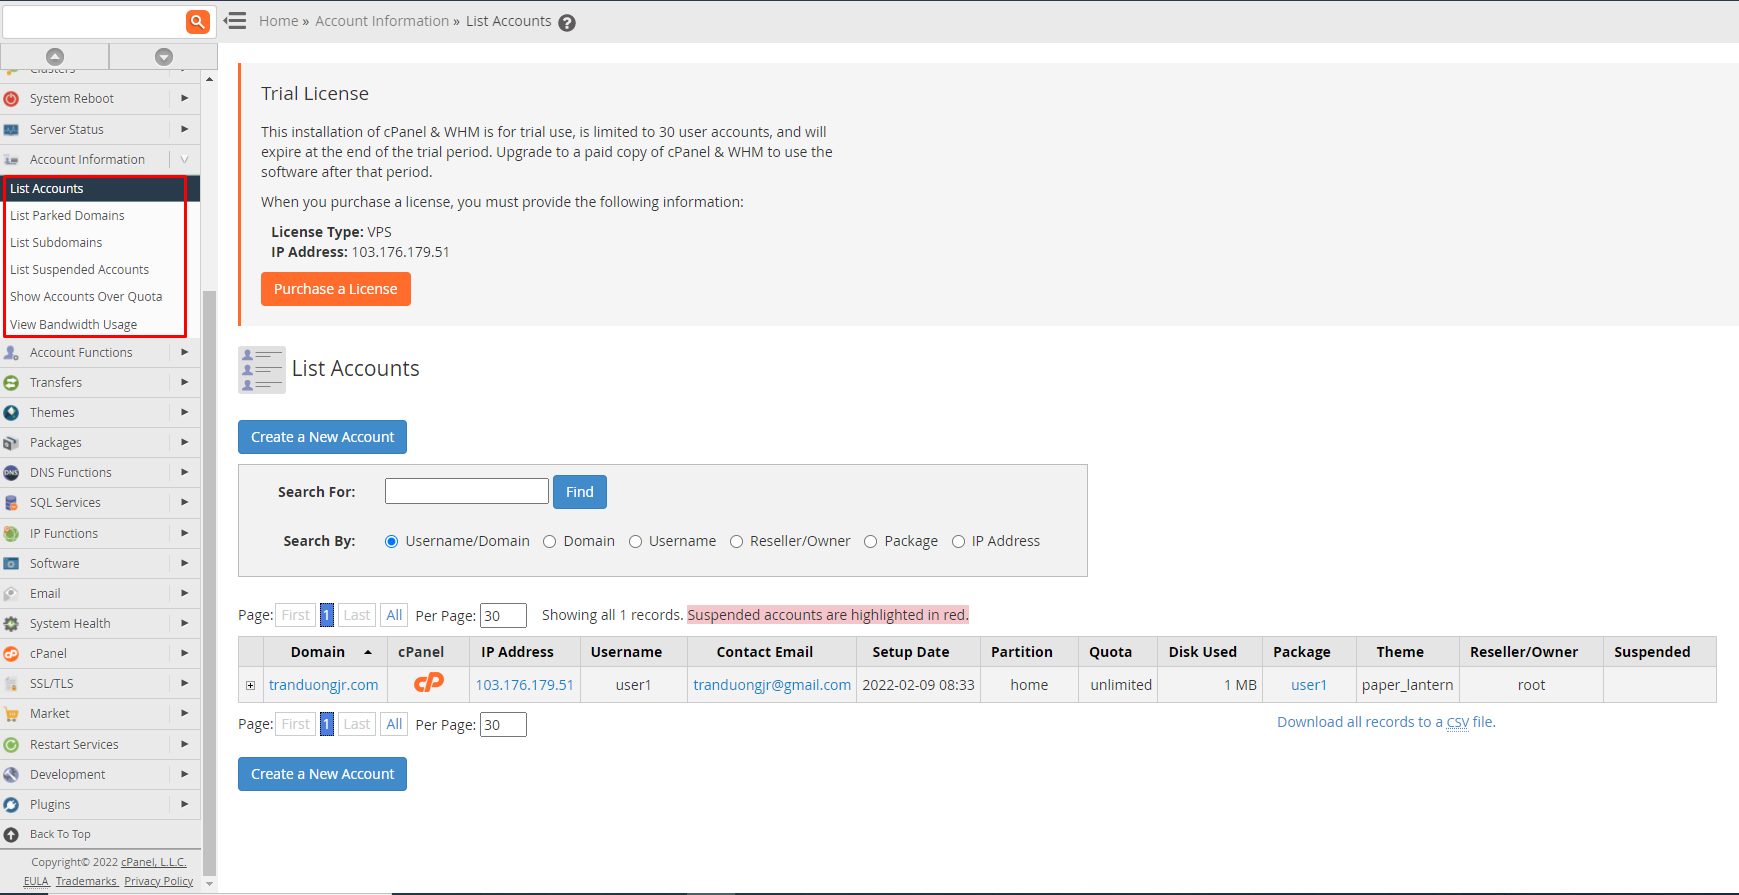 Home » Account Information » List Accounts
Clusters
System Reboot
Server Status
Account Information
List Accounts
List Parked Domains
List Subdomains
List Suspended Accounts
Show Accounts Over Quota
View Bandwidth Usage
Account Functions
Transfers
Themes
Packages
DNS Functions
SQL Services
IP Functions
Software
Email
System Health
cPanel
SSL/TLS
Market
Restart Services
Development
Plugins
Back To Top
Copyright© 2022 cPanel, L.L.C.
EULA Trademarks Privacy Policy
Trial License
This installation of cPanel & WHM is for trial use, is limited to 30 user accounts, and will
expire at the end of the trial period. Upgrade to a paid copy of cPanel & WHM to use the
software after that period.
When you purchase a license, you must provide the following information:
License Type: VPS
IP Address: 103.176.179.51
Purchase a License
List Accounts
Create a New Account
Search For: Find
Search By: Username/Domain Domain Username Reseller/Owner Package IP Address
Page: First 1 Last All Per Page: 30 Showing all 1 records. Suspended accounts are highlighted in red.
Domain cPanel IP Address Username Contact Email Setup Date Partition Quota Disk Used Package Theme Reseller/Owner Suspended
tranduongjr.com cP 103.176.179.51 user1 tranduongjr@gmail.com 2022-02-09 08:33 home unlimited 1 MB user1 paper_lantern root
Page: First 1 Last All Per Page: 30 Download all records to a CSV file.
Create a New Account